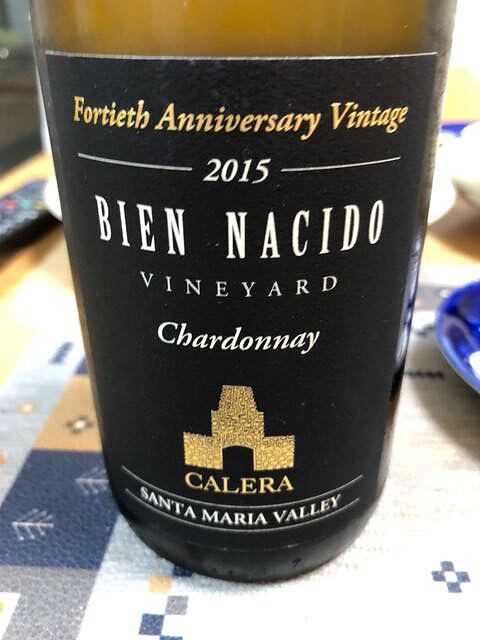 Fortieth Anniversary Vintage
2015
BIEN NACIDO
VINEYARD
Chardonnay
CALERA
SANTA MARIA VALLEY